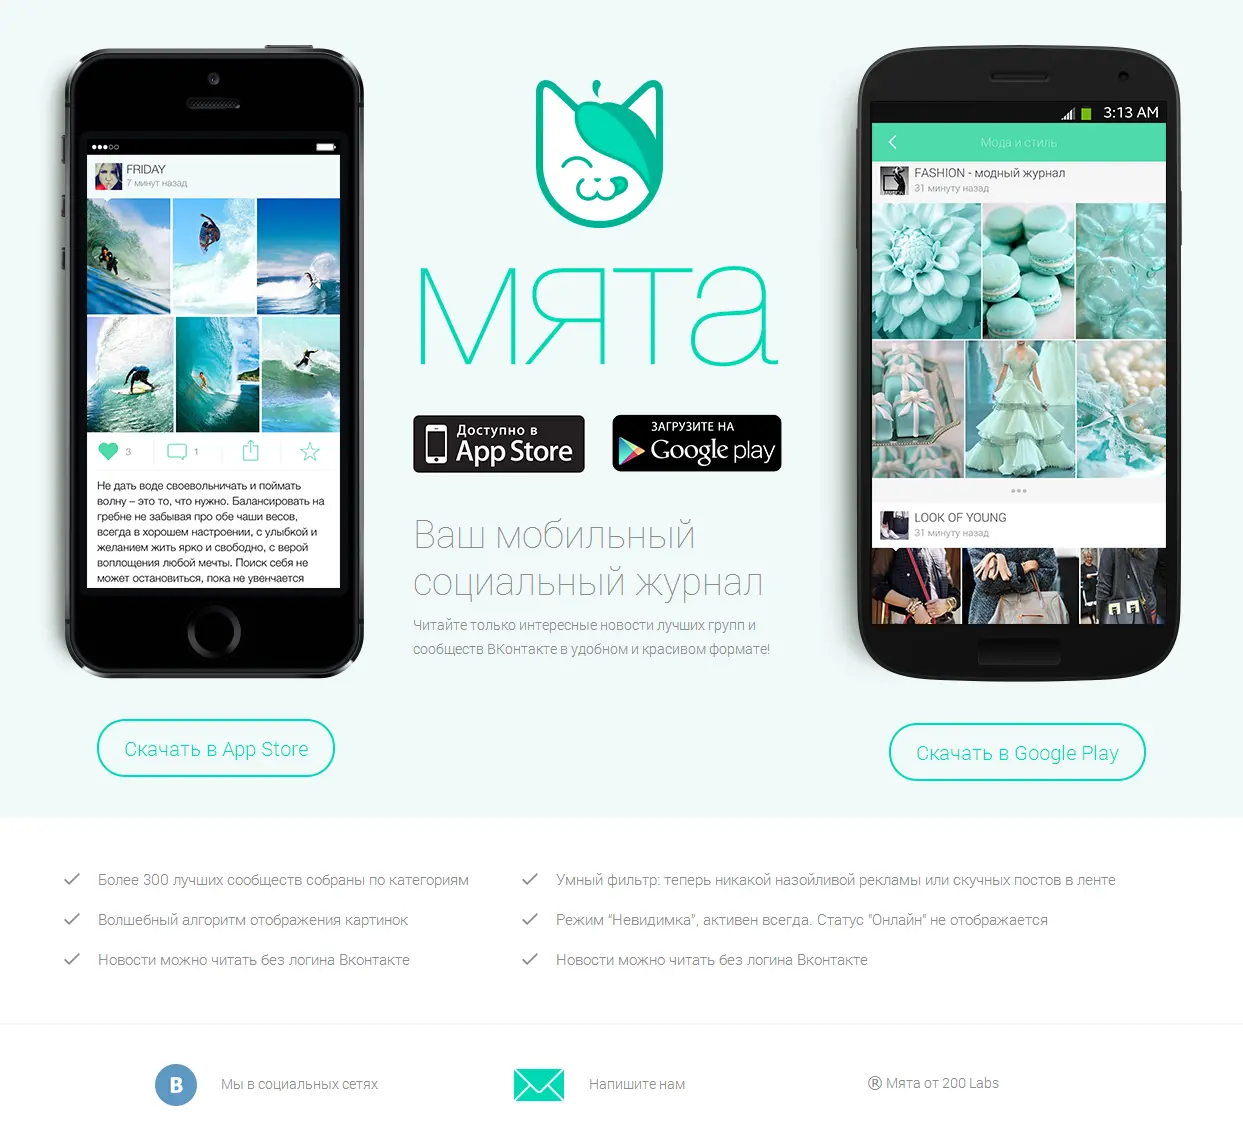 FRIDAY
7 минут назад
3
1
Не дать воде своевольничать и поймать
волну – это то, что нужно. Балансировать на
гребне не забывая про обе чаши весов,
всегда в хорошем настроении, с улыбкой и
желанием жить ярко и свободно, с верой
воплощения любой мечты. Поиск себя не
может остановиться, пока не увенчается
Скачать в App Store
мята
Доступно в
App Store
ЗАГРУЗИТЕ НА
Google play
Ваш мобильный
социальный журнал
Читайте только интересные новости лучших групп и
сообществ ВКонтакте в удобном и красивом формате!
3:13 AM
Мода и стиль
FASHION - модный журнал
31 минуту назад
LOOK OF YOUNG
31 минуту назад
Скачать в Google Play
Более 300 лучших сообществ собраны по категориям
Волшебный алгоритм отображения картинок
Новости можно читать без логина Вконтакте
Умный фильтр: теперь никакой назойливой рекламы или скучных постов в ленте
Режим “Невидимка”, активен всегда. Статус "Онлайн" не отображается
Новости можно читать без логина Вконтакте
В
Мы в социальных сетях
Напишите нам
® Мята от 200 Labs